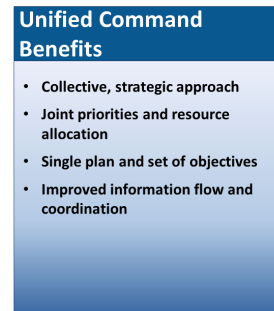 Unified Command
Benefits
• Collective, strategic approach
• Joint priorities and resource
allocation
• Single plan and set of objectives
• Improved information flow and
coordination